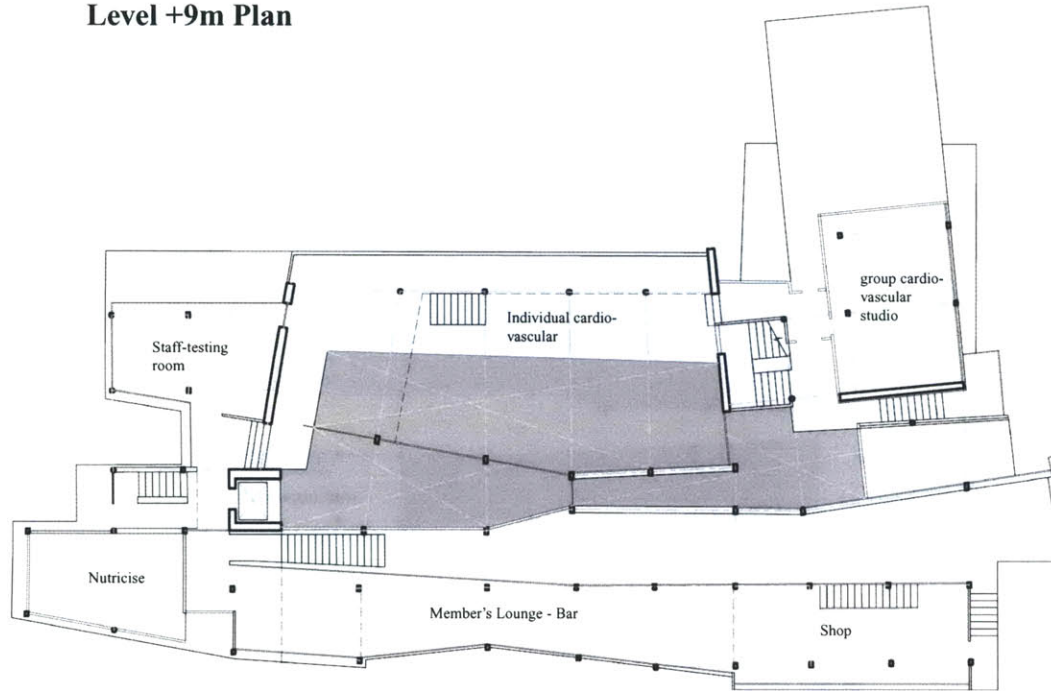 Level +9m Plan
group cardio-
vascular
studio
Individual cardio-
vascular
Staff-testing
room
Nutricise
Member's Lounge - Bar
Shop